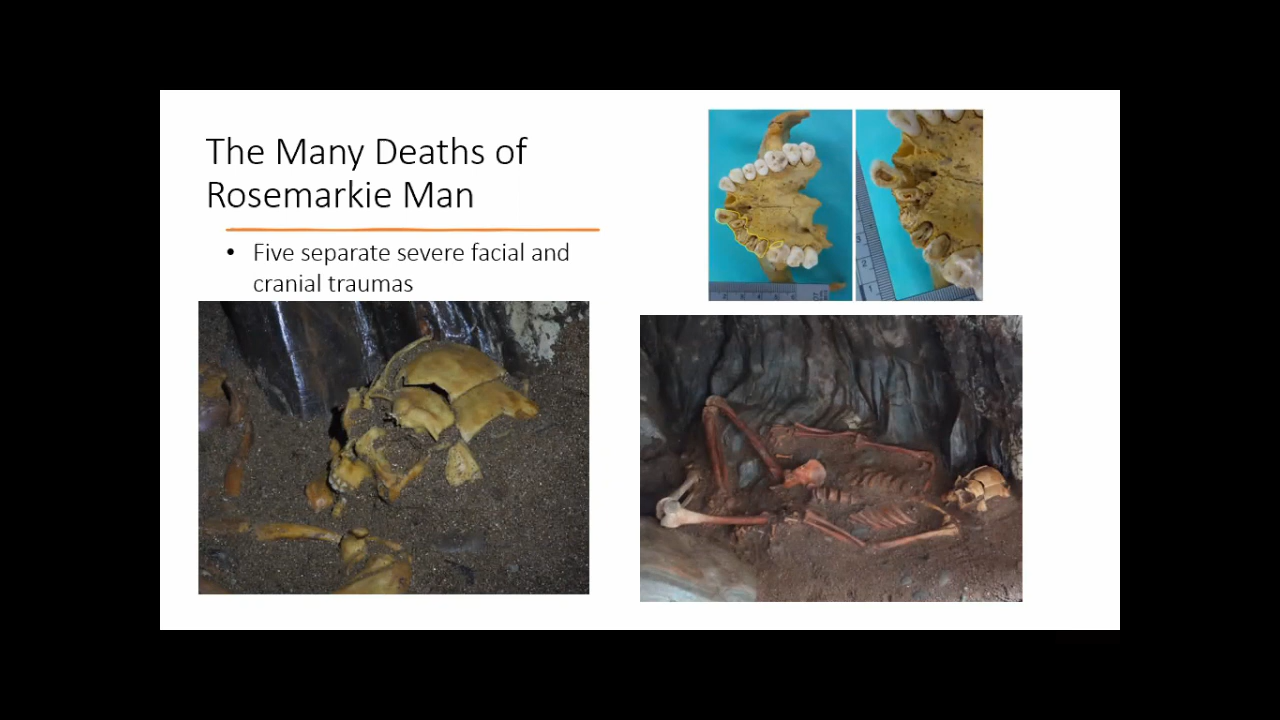 The Many Deaths of
Rosemarkie Man
• Five separate severe facial and
cranial traumas